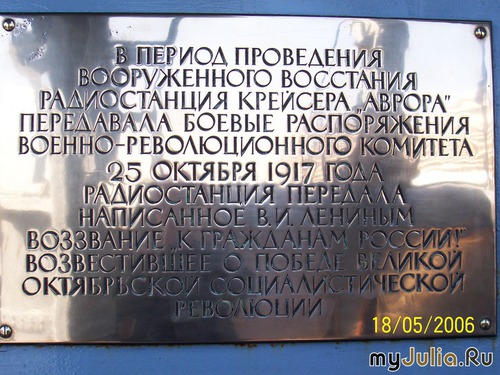 В ПЕРИОД ПРОВЕДЕНИЯ
ВООРУЖЕННОГО ВОССТАНИЯ
РАДИОСТАНЦИЯ КРЕЙСЕРА „АВРОРА"
ПЕРЕДАВАЛА БОЕВЫЕ РАСПОРЯЖЕНИЯ
ВОЕННО-РЕВОЛЮЦИОННОГО КОМИТЕТА
25 ОКТЯБРЯ 1917 ГОДА
РАДИОСТАНЦИЯ ПЕРЕДАЛА
НАПИСАННОЕ В.И. ЛЕНИНЫМ
ВОЗЗВАНИЕ „К ГРАЖДАНАМ РОССИИ!"
ВОЗВЕСТИВШЕЕ О ПОБЕДЕ ВЕЛИКОЙ
ОКТЯБРЬСКОЙ СОЦИАЛИСТИЧЕСКОЙ
РЕВОЛЮЦИИ
18/05/2006
myJulia.Ru